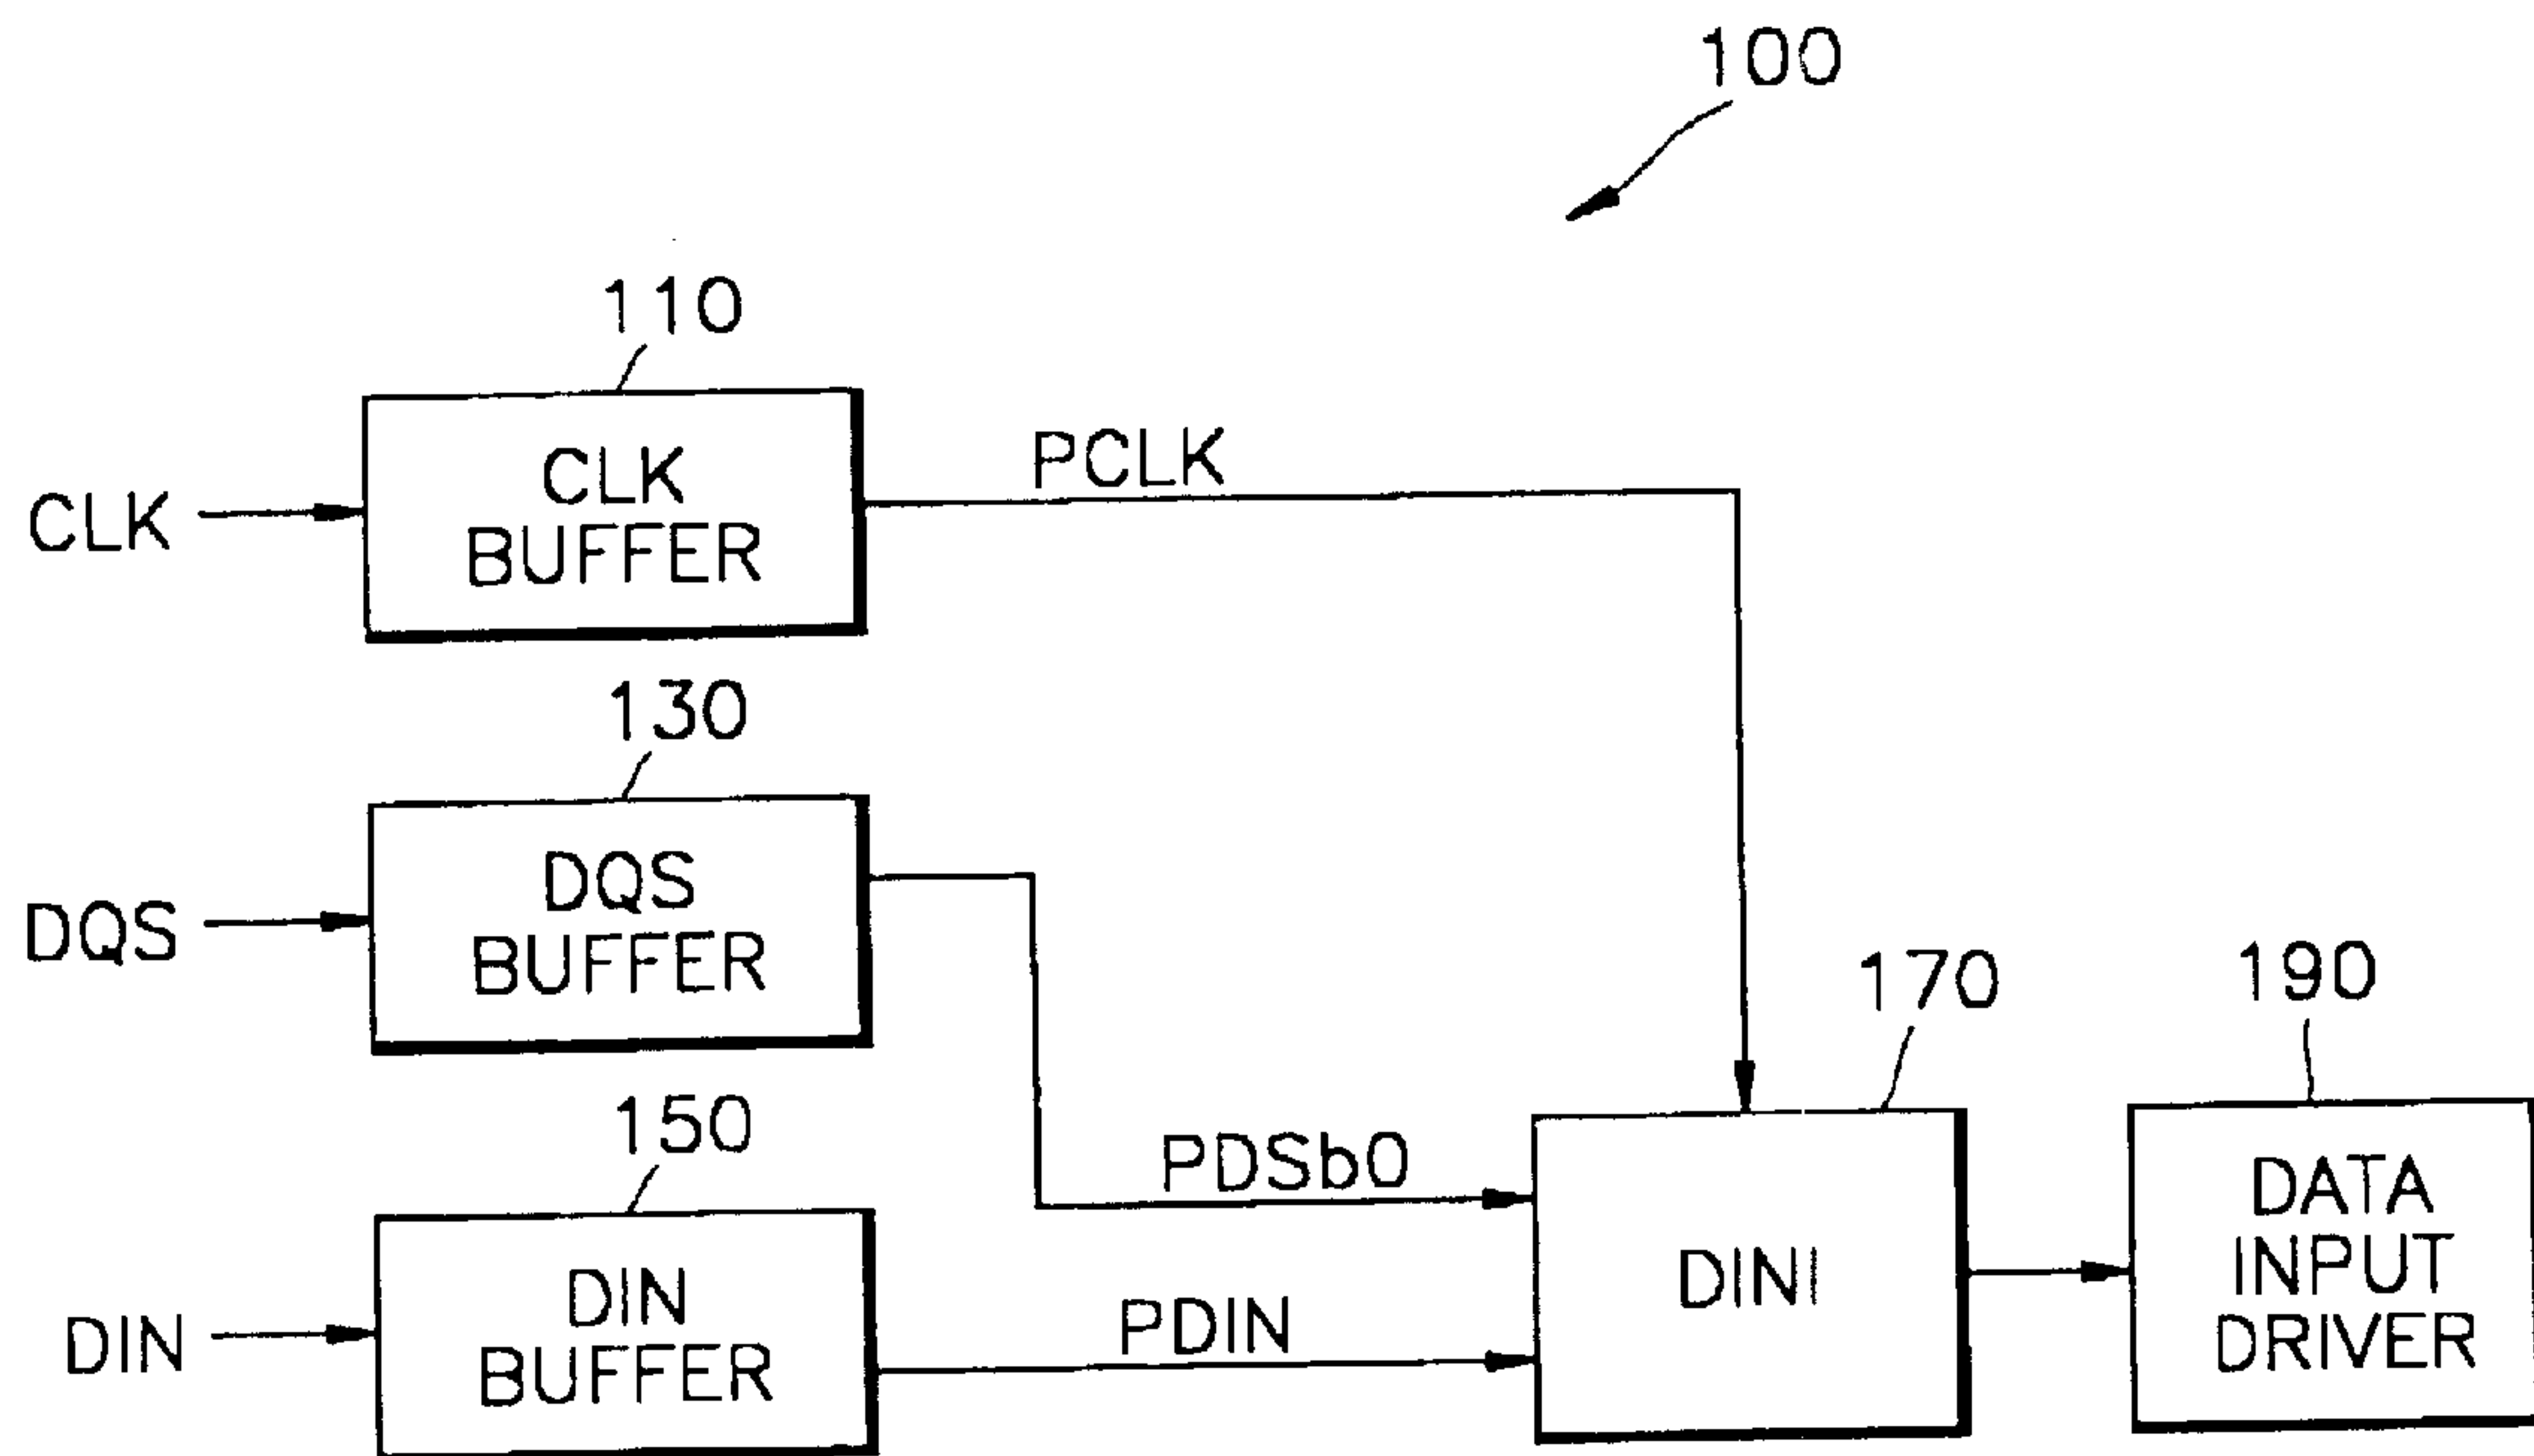 100
110
CLK
CLK
BUFFER
PCLK
130
DQS
DQS
BUFFER
150
DIN
DIN
BUFFER
PDSb0
PDIN
170
DINI
190
DATA
INPUT
DRIVER